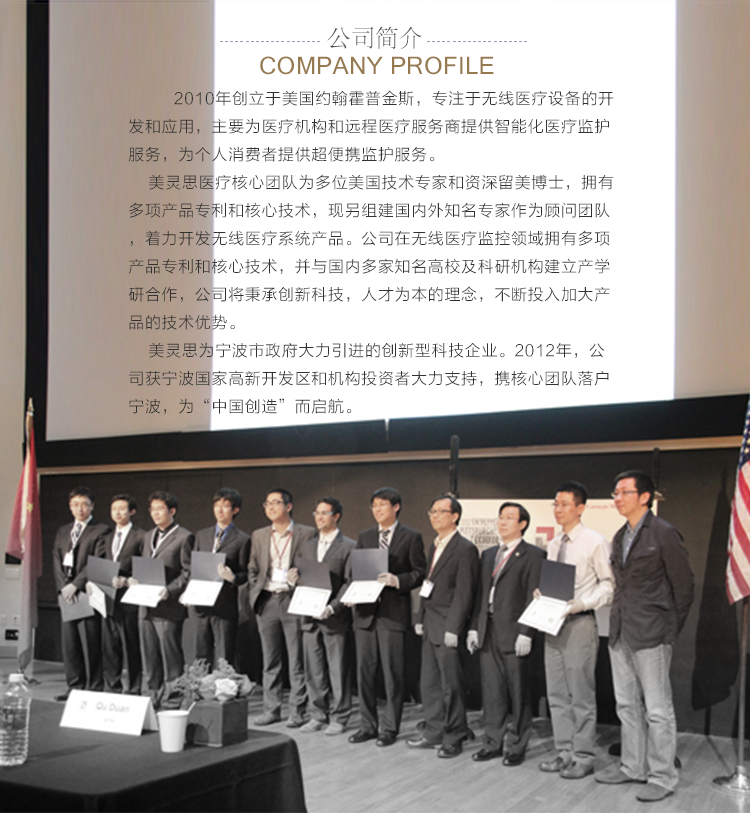 公司简介
COMPANY PROFILE
2010年创立于美国约翰霍普金斯，专注于无线医疗设备的开
发和应用，主要为医疗机构和远程医疗服务商提供智能化医疗监护
服务，为个人消费者提供超便携监护服务。
美灵思医疗核心团队为多位美国技术专家和资深留美博士，拥有
多项产品专利和核心技术，现另组建国内外知名专家作为顾问团队
，着力开发无线医疗系统产品。公司在无线医疗监控领域拥有多项
产品专利和核心技术，并与国内多家知名高校及科研机构建立产学
研合作，公司将秉承创新科技，人才为本的理念，不断投入加大产
品的技术优势。
美灵思为宁波市政府大力引进的创新型科技企业。2012年，公
司获宁波国家高新开发区和机构投资者大力支持，携核心团队落户
宁波，为“中国创造”而启航。
Qu Duan